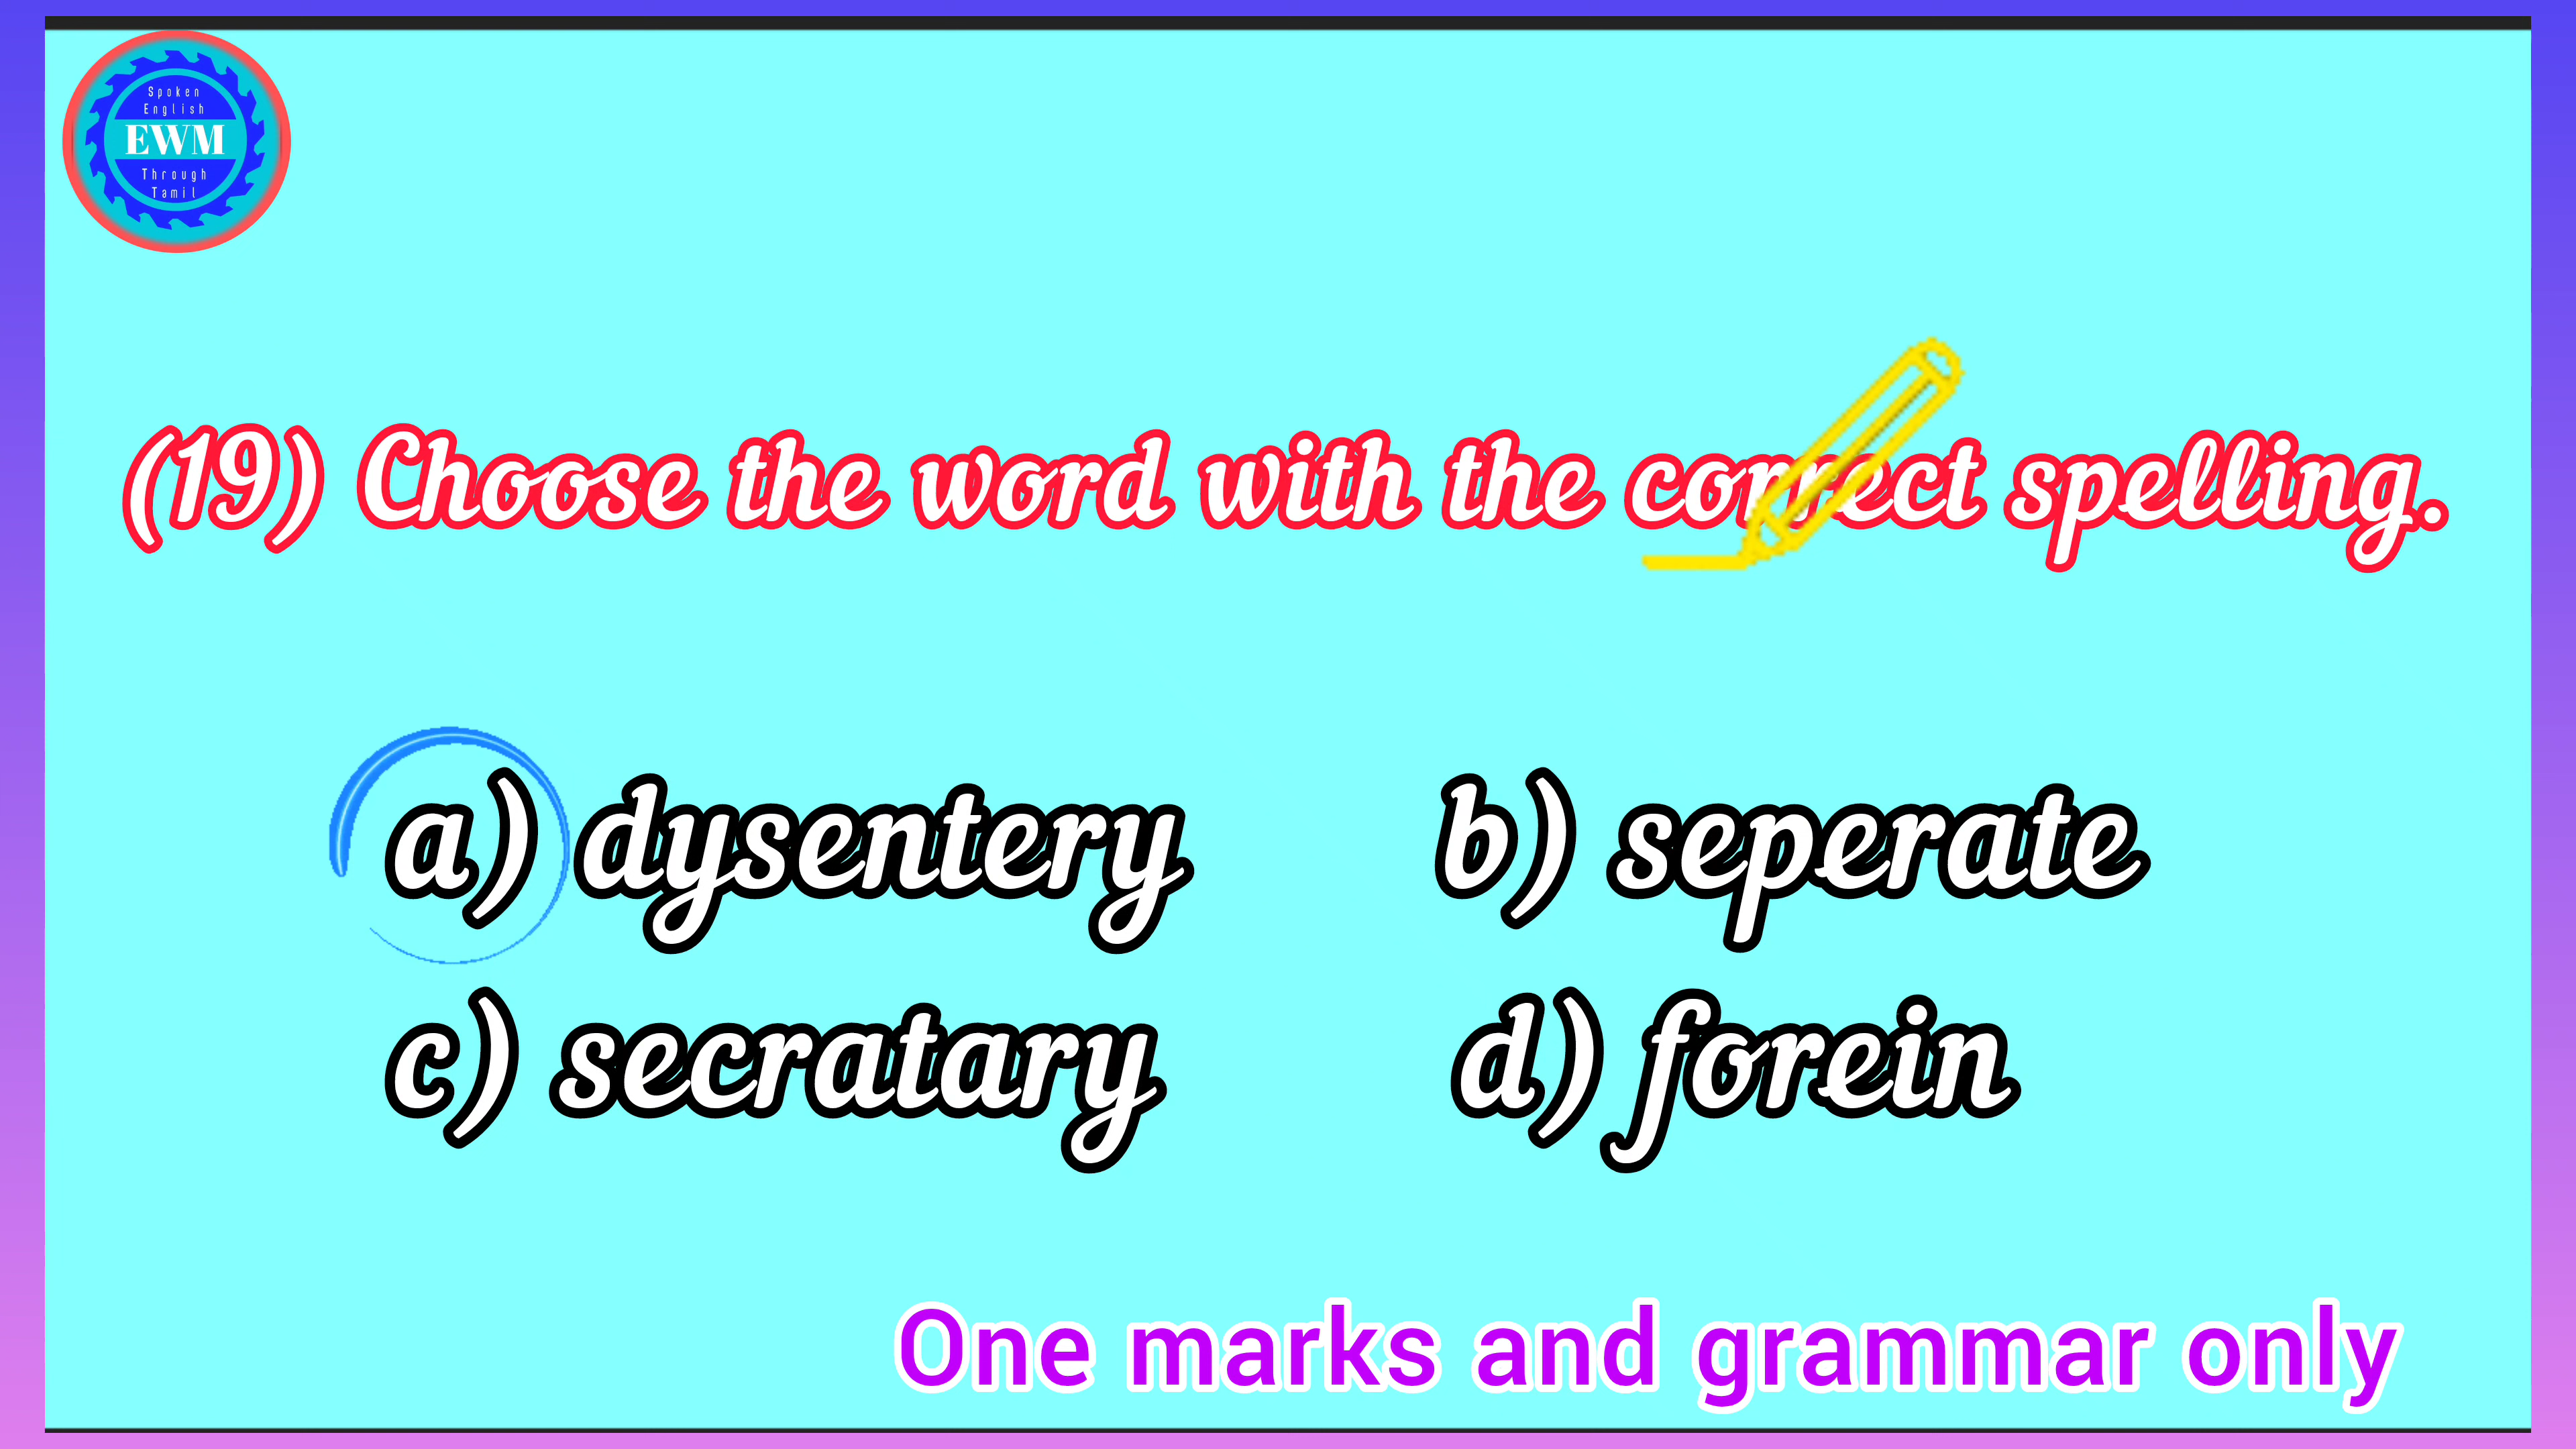 Spoken
English
EWM
Through
Tamil
(19) Choose the word with the correct spelling.
a) dysentery b) seperate
c) secratary d) forein
One marks and grammar only